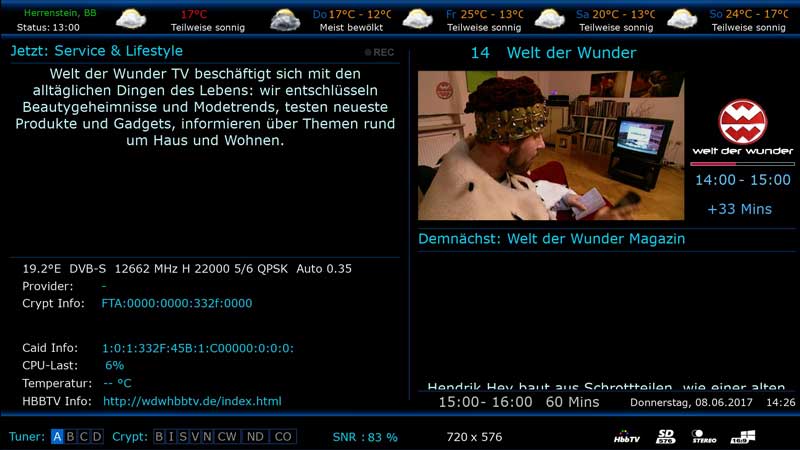 Herrenstein, BB
Status: 13:00
17°C
Teilweise sonnig
Do 17°C - 12°C
Meist bewölkt
Fr 25°C - 13°C
Teilweise sonnig
Sa 20°C - 13°C
Teilweise sonnig
So 24°C - 17°C
Teilweise sonnig
Jetzt: Service & Lifestyle
REC
Welt der Wunder TV beschäftigt sich mit den
alltäglichen Dingen des Lebens: wir entschlüsseln
Beautygeheimnisse und Modetrends, testen neueste
Produkte und Gadgets, informieren über Themen rund
um Haus und Wohnen.
14 Welt der Wunder
welt der wunder
14:00 - 15:00
+33 Mins
Demnächst: Welt der Wunder Magazin
Hendrik Hey baut aus Schrottteilen, wie einer alten
15:00 - 16:00 60 Mins
Donnerstag, 08.06.2017 14:26
19.2°E DVB-S 12662 MHz H 22000 5/6 QPSK Auto 0.35
Provider: -
Crypt Info: FTA:0000:0000:332f:0000
Caid Info: 1:0:1:332F:45B:1:C00000:0:0:0:
CPU-Last: 6%
Temperatur: -- °C
HBBTV Info: http://wdwhbbtv.de/index.html
Tuner: A B C D Crypt: B I S V N CW ND CO SNR : 83 % 720 x 576
HbbTV
SD
576
STEREO
16:9